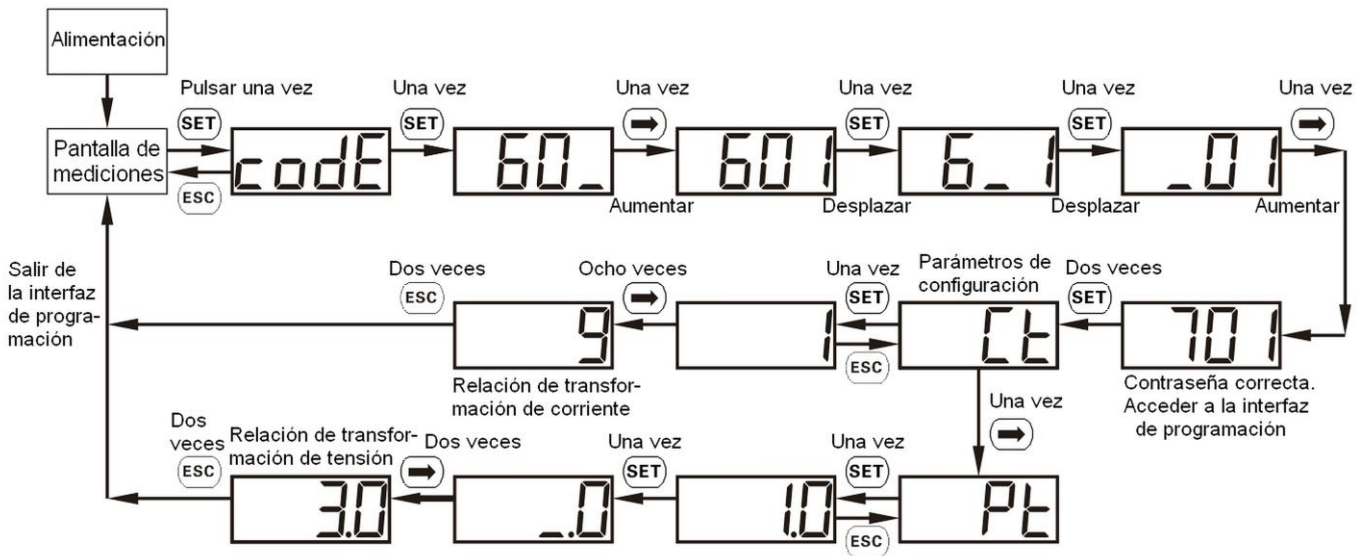 Alimentación
Pulsar una vez
Una vez
Una vez
Una vez
Una vez
Una vez
SET
SET
SET
SET
Pantalla de
mediciones
codE
60_
601
6_1
_01
ESC
Aumentar
Desplazar
Desplazar
Aumentar
Salir de
la interfaz
de progra-
mación
Dos veces
ESC
Ocho veces
Una vez
SET
Parámetros de
configuración
Dos veces
SET
9
1
Ct
701
ESC
Relación de transfor-
mación de corriente
Contraseña correcta.
Acceder a la interfaz
de programación
Una vez
Dos
veces
ESC
Relación de transfor-
mación de tensión
Dos veces
Una vez
SET
Una vez
SET
3.0
_.0
1.0
Pt
ESC